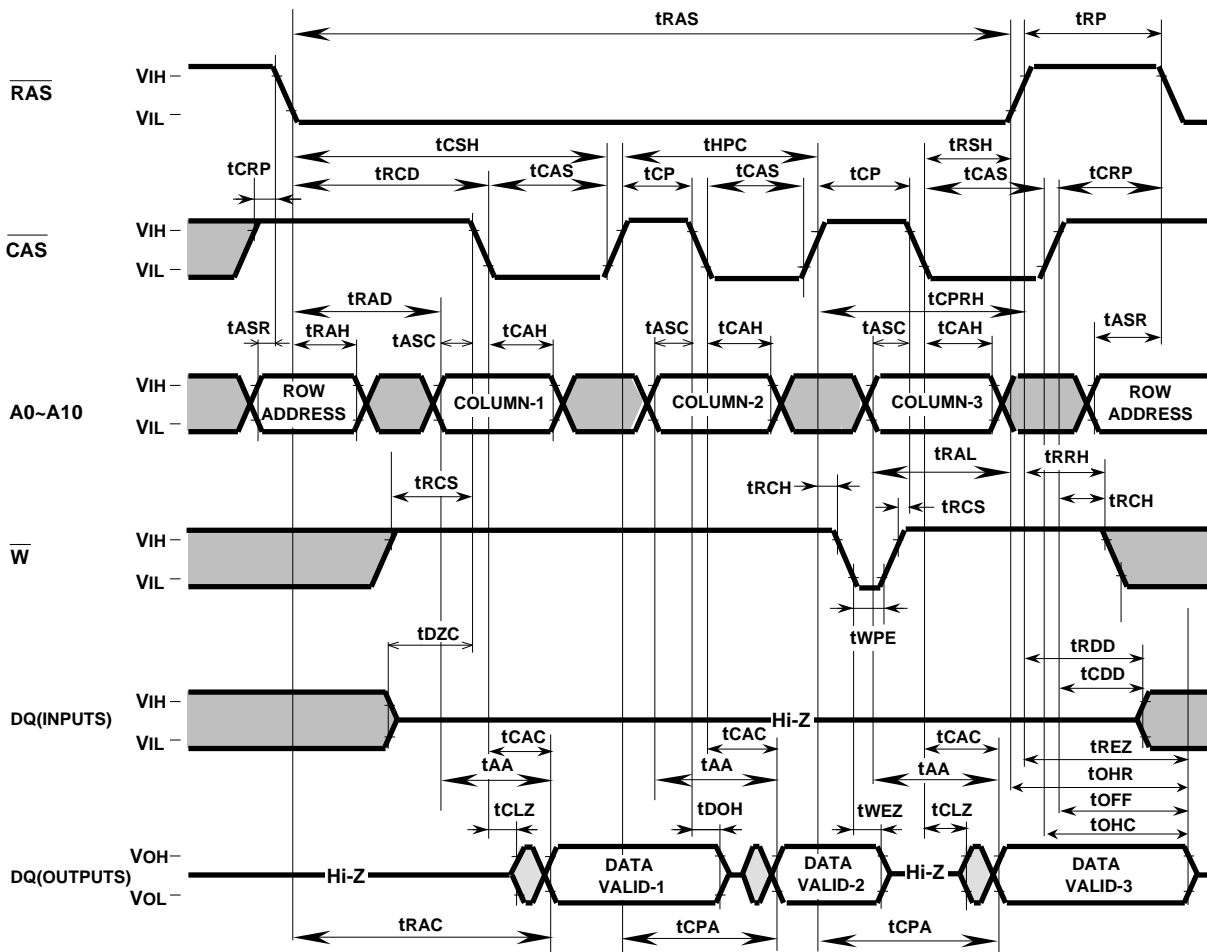 tRAS tRP
RAS VIH VIL
tCSH tHPC tRSH
tCRP tRCD tCAS tCP tCAS tCP tCAS tCRP
CAS VIH VIL
tRAD tCPRH
tASR tRAH tASC tCAH tASC tCAH tASC tCAH tASR
A0~A10 VIH VIL
ROW ADDRESS COLUMN-1 COLUMN-2 COLUMN-3 ROW ADDRESS
tRAL tRRH
tRCS tRCH tRCS tRCH
W VIH VIL
tWPE
tDZC tRDD
tCDD
DQ(INPUTS) VIH VIL
Hi-Z
tCAC tCAC tCAC tREZ
tAA tAA tAA tOHR
tCLZ tDOH tWEZ tCLZ tOFF
tOHC
DQ(OUTPUTS) VOH VOL
Hi-Z DATA VALID-1 DATA VALID-2 Hi-Z DATA VALID-3
tRAC tCPA tCPA